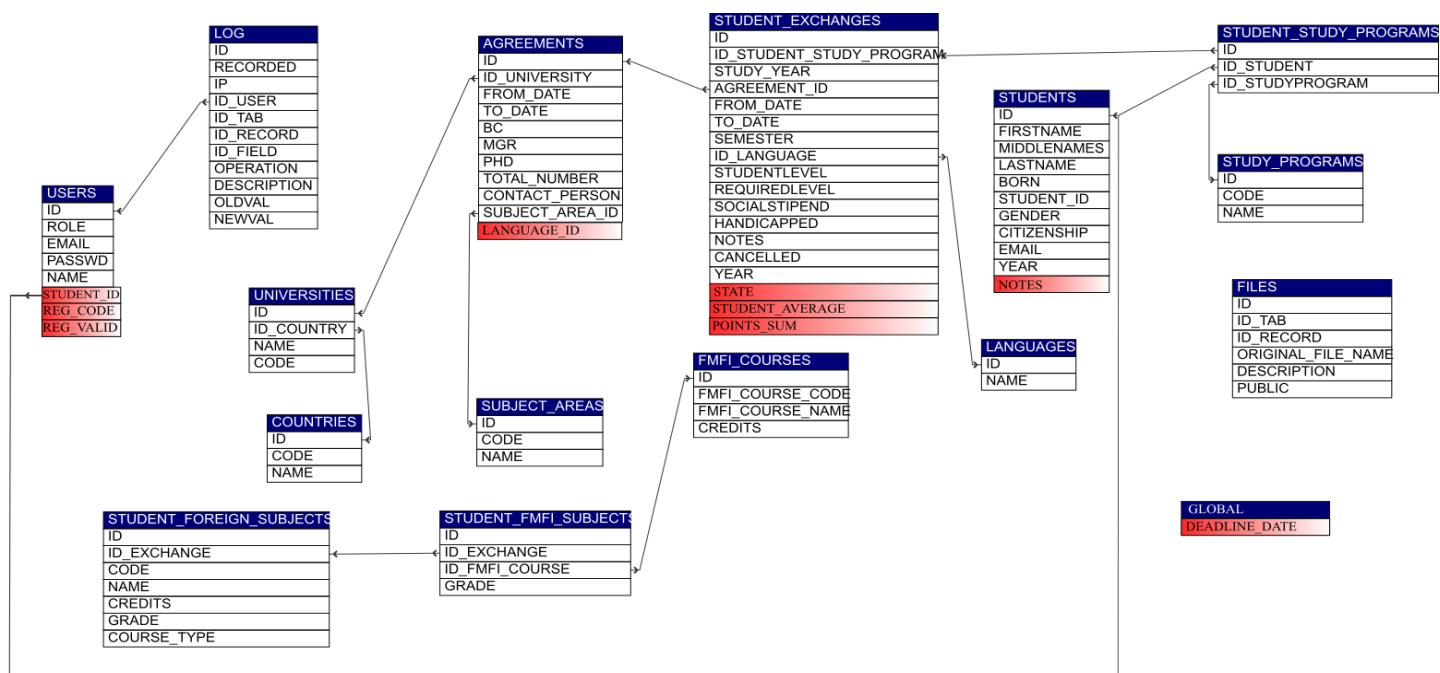 LOG
ID
RECORDED
IP
ID_USER
ID_TAB
ID_RECORD
ID_FIELD
OPERATION
DESCRIPTION
OLDVAL
NEWVAL
USERS
ID
ROLE
EMAIL
PASSWD
NAME
STUDENT_ID
REG_CODE
REG_VALID
AGREEMENTS
ID
ID_UNIVERSITY
FROM_DATE
TO_DATE
BC
MGR
PHD
TOTAL_NUMBER
CONTACT_PERSON
SUBJECT_AREA_ID
LANGUAGE_ID
UNIVERSITIES
ID
ID_COUNTRY
NAME
CODE
COUNTRIES
ID
CODE
NAME
SUBJECT_AREAS
ID
CODE
NAME
STUDENT_EXCHANGES
ID
ID_STUDENT_STUDY_PROGRAM
STUDY_YEAR
AGREEMENT_ID
FROM_DATE
TO_DATE
SEMESTER
ID_LANGUAGE
STUDENTLEVEL
REQUIREDLEVEL
SOCIALSTIPEND
HANDICAPPED
NOTES
CANCELLED
YEAR
STATE
STUDENT_AVERAGE
POINTS_SUM
STUDENTS
ID
FIRSTNAME
MIDDLENAMES
LASTNAME
BORN
STUDENT_ID
GENDER
CITIZENSHIP
EMAIL
YEAR
NOTES
STUDENT_STUDY_PROGRAMS
ID
ID_STUDENT
ID_STUDYPROGRAM
STUDY_PROGRAMS
ID
CODE
NAME
FILES
ID
ID_TAB
ID_RECORD
ORIGINAL_FILE_NAME
DESCRIPTION
PUBLIC
LANGUAGES
ID
NAME
FMFI_COURSES
ID
FMFI_COURSE_CODE
FMFI_COURSE_NAME
CREDITS
STUDENT_FOREIGN_SUBJECTS
ID
ID_EXCHANGE
CODE
NAME
CREDITS
GRADE
COURSE_TYPE
STUDENT_FMFI_SUBJECTS
ID
ID_EXCHANGE
ID_FMFI_COURSE
GRADE
GLOBAL
DEADLINE_DATE